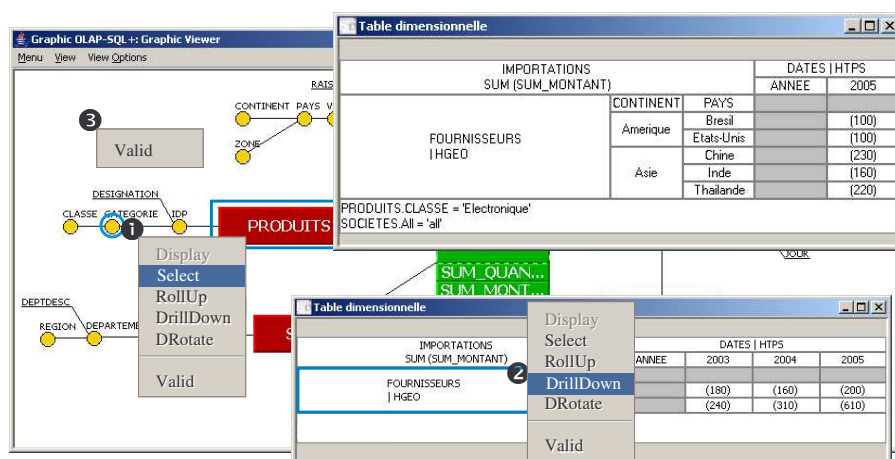 Graphic OLAP-SQL+: Graphic Viewer
Menu View View Options
CONTINENT PAYS
ZONE
3
Valid
DESIGNATION
CLASSE CATEGORIE IDP
1
PRODUITS
Display
Select
RollUp
DrillDown
DRotate
Valid
DEPTDESC
REGION
SUM_QUAN...
SUM_MONT...
JOUR
Table dimensionnelle
IMPORTATIONS
SUM (SUM_MONTANT)
DATES | HTPS
ANNEE 2005
CONTINENT PAYS
FOURNISSEURS
| HGEO
Amerique Bresil (100)
Etats-Unis (100)
Asie Chine (230)
Inde (160)
Thailande (220)
PRODUITS.CLASSE = 'Electronique'
SOCIETES.All = 'all'
Table dimensionnelle
IMPORTATIONS
SUM (SUM_MONTANT)
DATES | HTPS
ANNEE 2003 2004 2005
FOURNISSEURS
| HGEO
(180) (160) (200)
(240) (310) (610)
2
Display
Select
RollUp
DrillDown
DRotate
Valid